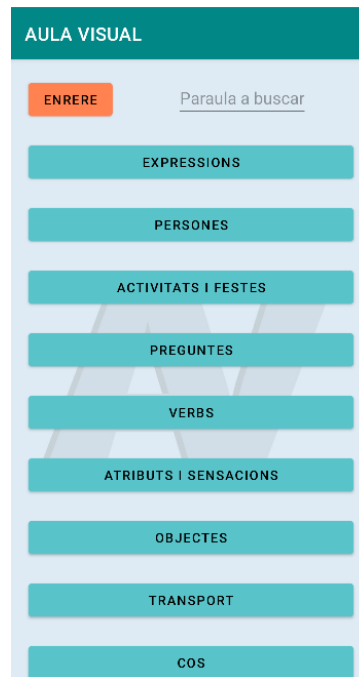 AULA VISUAL
ENRERE Paraula a buscar
EXPRESSIONS
PERSONES
ACTIVITATS I FESTES
PREGUNTES
VERBS
ATRIBUTS I SENSACIONS
OBJECTES
TRANSPORT
COS